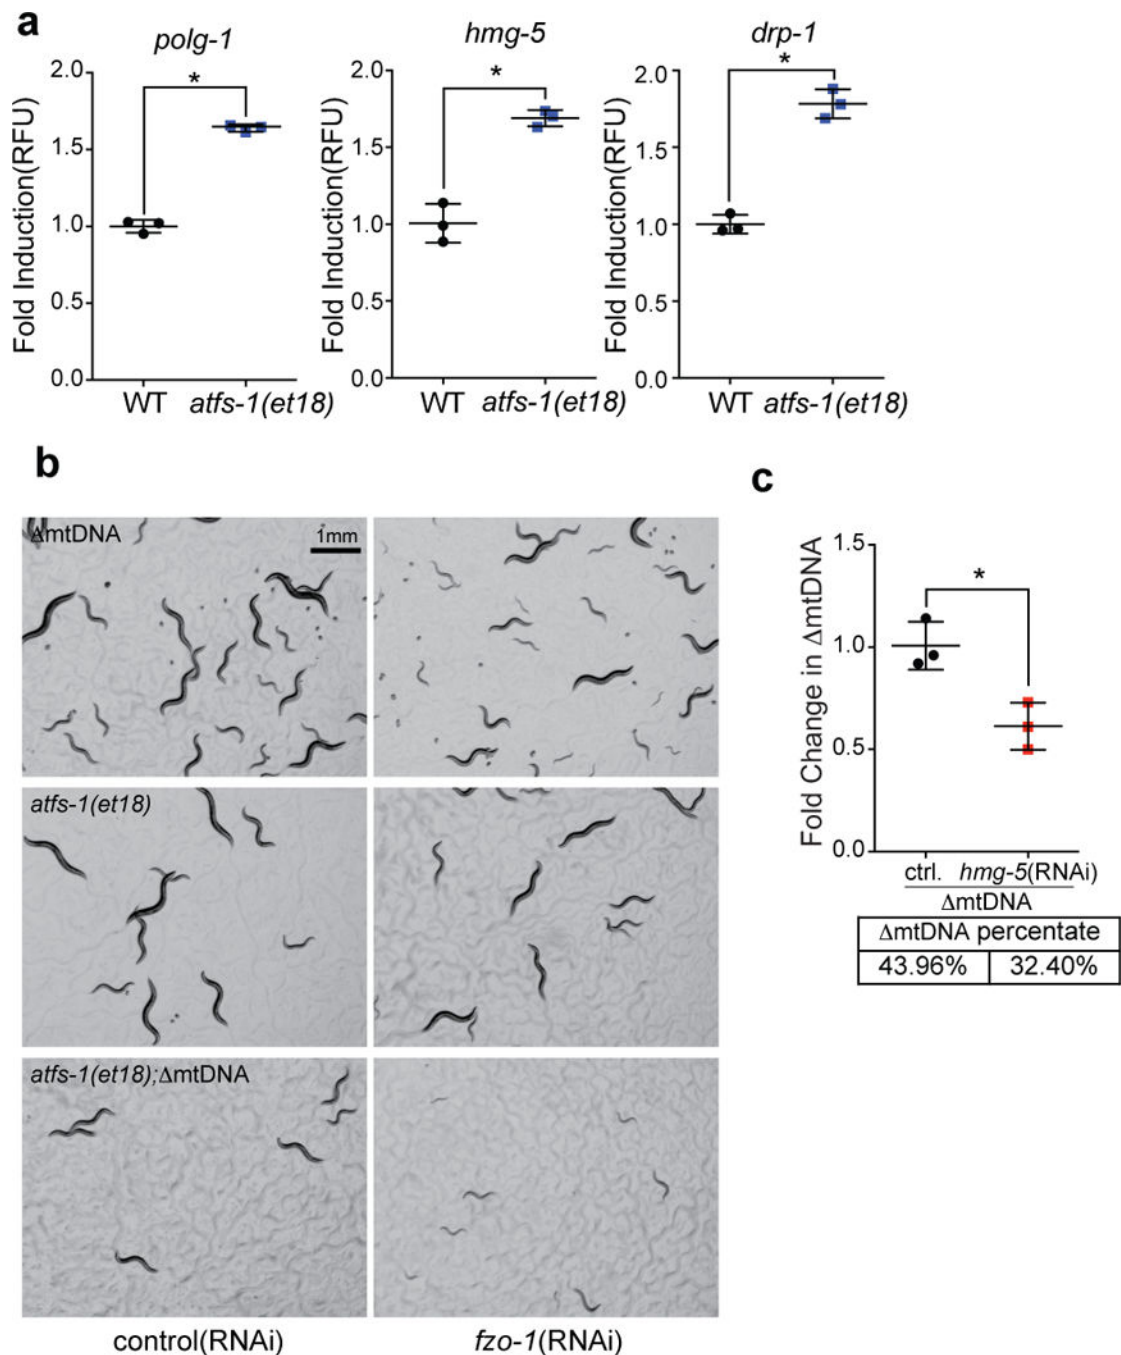 a
polg-1
hmg-5
drp-1
*
*
*
Fold Induction(RFU)
2.0
1.5
1.0
0.5
0.0
WT atfs-1(et18)
Fold Induction(RFU)
2.0
1.5
1.0
0.5
0.0
WT atfs-1(et18)
Fold Induction(RFU)
2.0
1.5
1.0
0.5
0.0
WT atfs-1(et18)
b
ΔmtDNA
1mm
atfs-1(et18)
atfs-1(et18);ΔmtDNA
control(RNAi)
fzo-1(RNAi)
c
Fold Change in ΔmtDNA
1.5
1.0
0.5
0.0
*
ctrl. hmg-5(RNAi)
ΔmtDNA
ΔmtDNA percentate
43.96% 32.40%